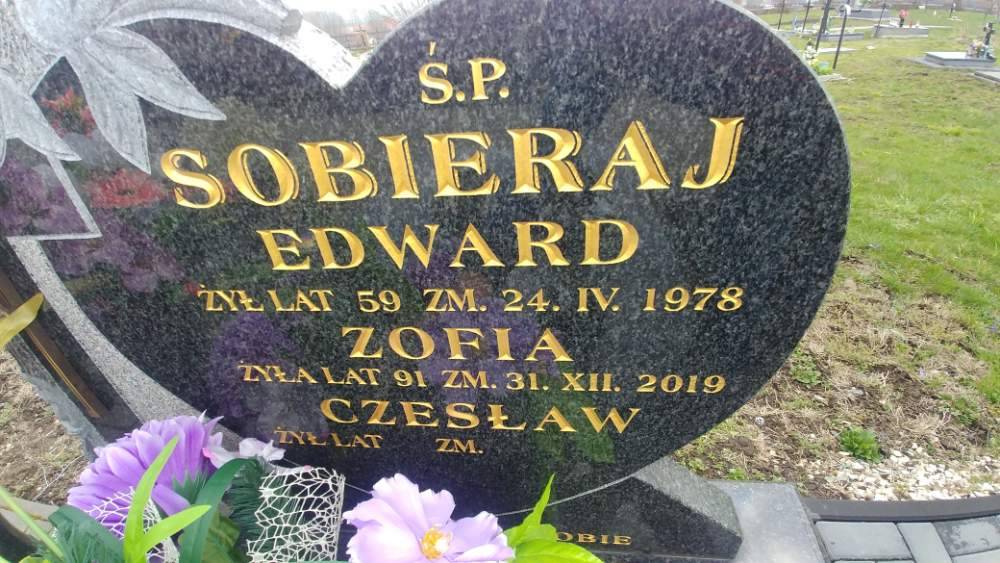 Ś.P.
SOBIERAJ
EDWARD
ŻYŁ LAT 59 ZM. 24. IV. 1978
ZOFIA
ŻYŁA LAT 91 ZM. 31. XII. 2019
CZESŁAW
ŻYŁ LAT ZM.